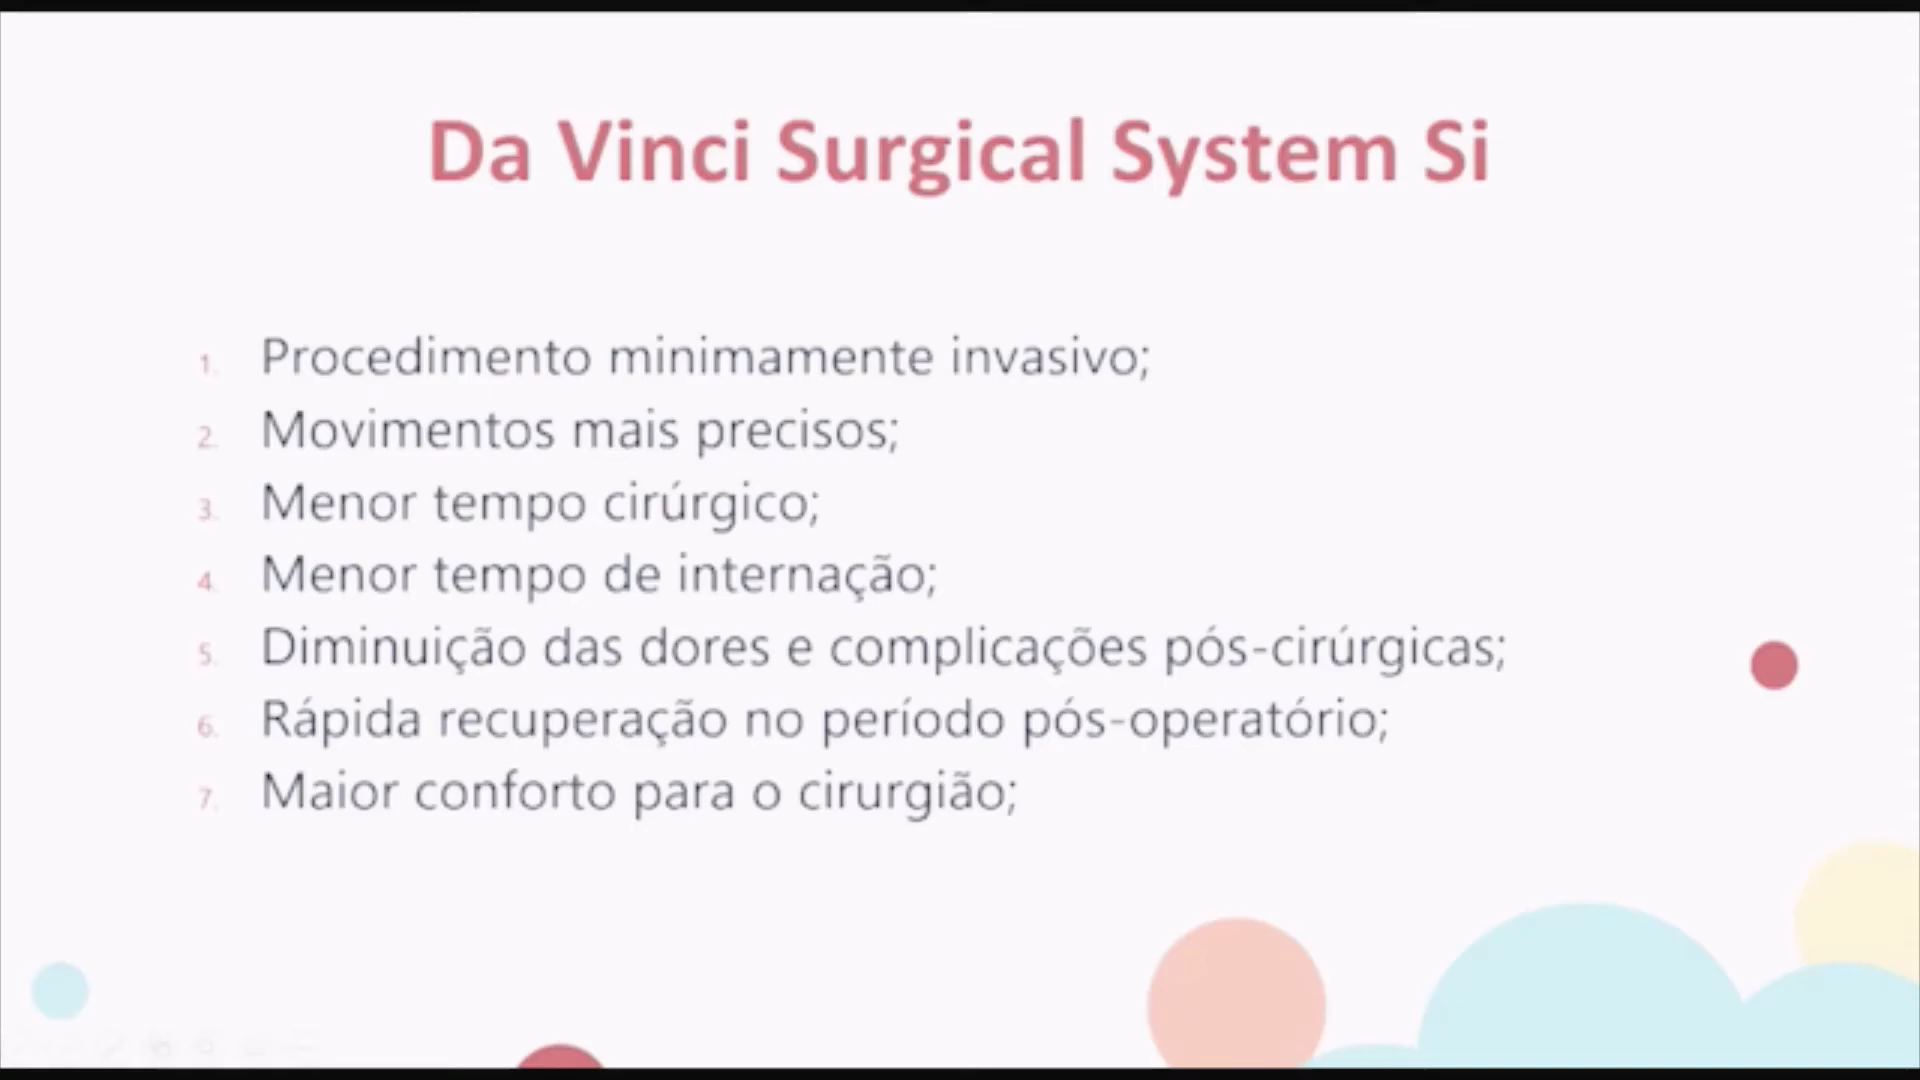 Da Vinci Surgical System Si
1. Procedimento minimamente invasivo;
2. Movimentos mais precisos;
3. Menor tempo cirúrgico;
4. Menor tempo de internação;
5. Diminuição das dores e complicações pós-cirúrgicas;
6. Rápida recuperação no período pós-operatório;
7. Maior conforto para o cirurgião;